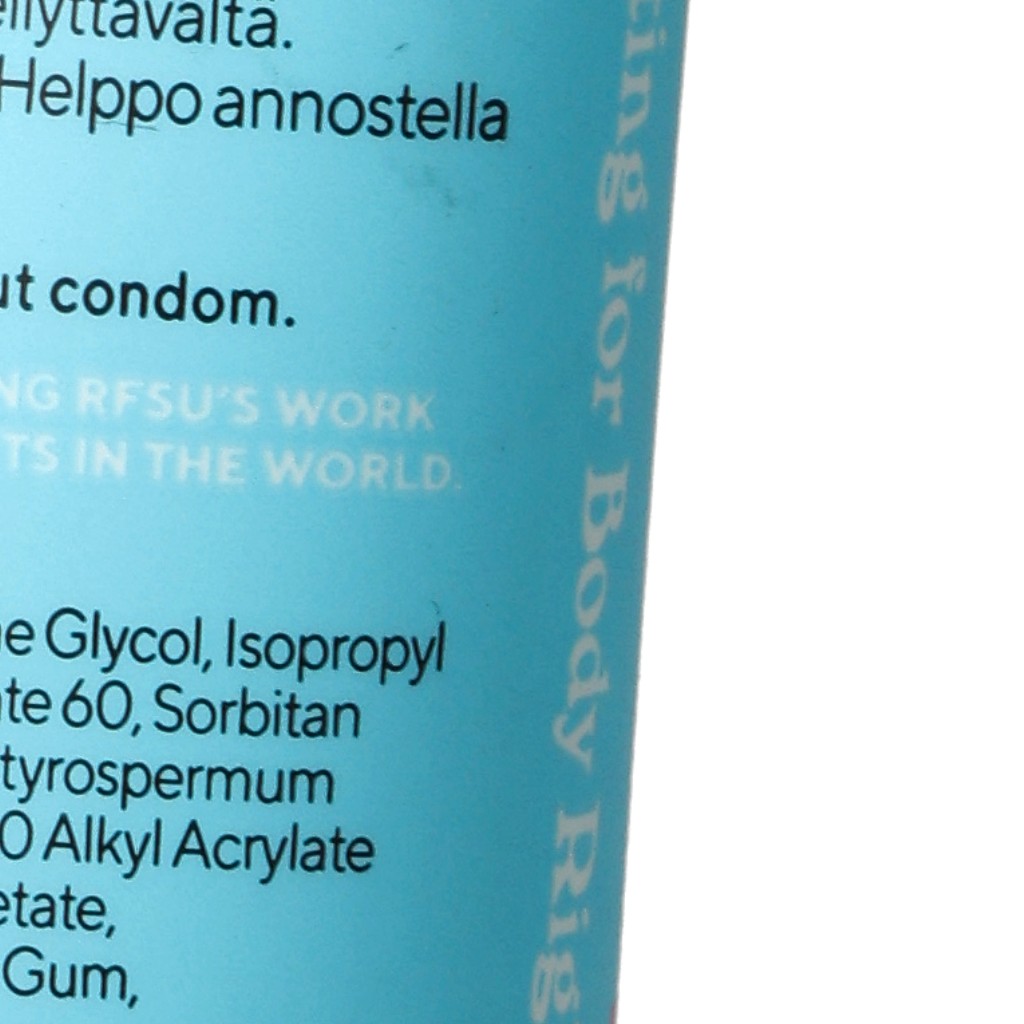 ellyttävältä.
Helppo annostella
ut condom.
NG RFSU'S WORK
TS IN THE WORLD.
e Glycol, Isopropyl
ate 60, Sorbitan
tyrospermum
0 Alkyl Acrylate
etate,
Gum,
ting for Body Rig